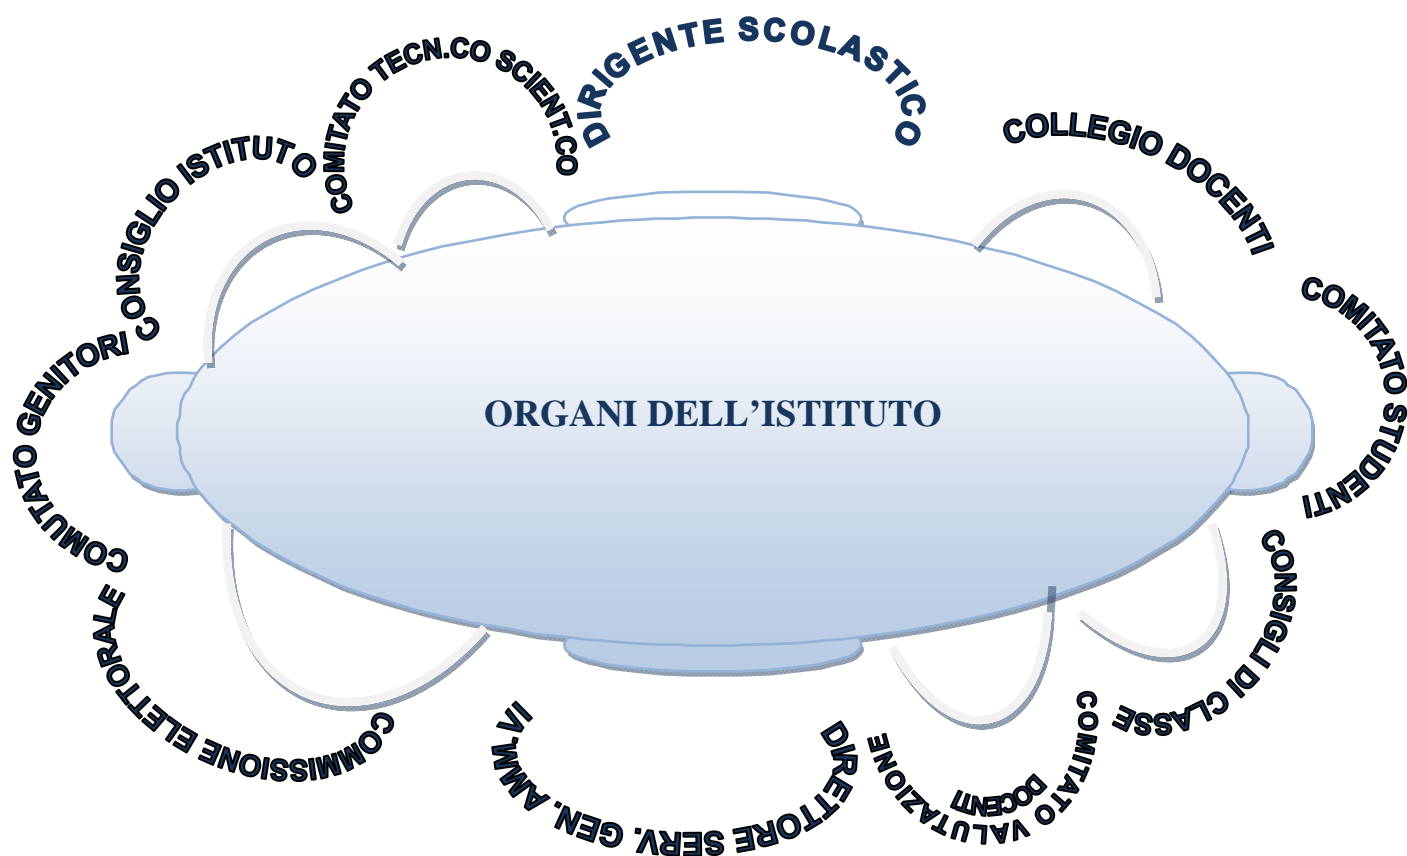 DIRIGENTE SCOLASTICO
COMITATO TECN.CO SCIENT.CO
COLLEGIO DOCENTI
CONSIGLIO ISTITUTO
COMITATO STUDENTI
COMUTATO GENITORI
ORGANI DELL’ISTITUTO
CONSIGLI DI CLASSE
COMMISSIONE ELETTORALE
DIRETTORE SERV. GEN. AMM.VI
COMITATO VALUTAZIONE
DOCENTI